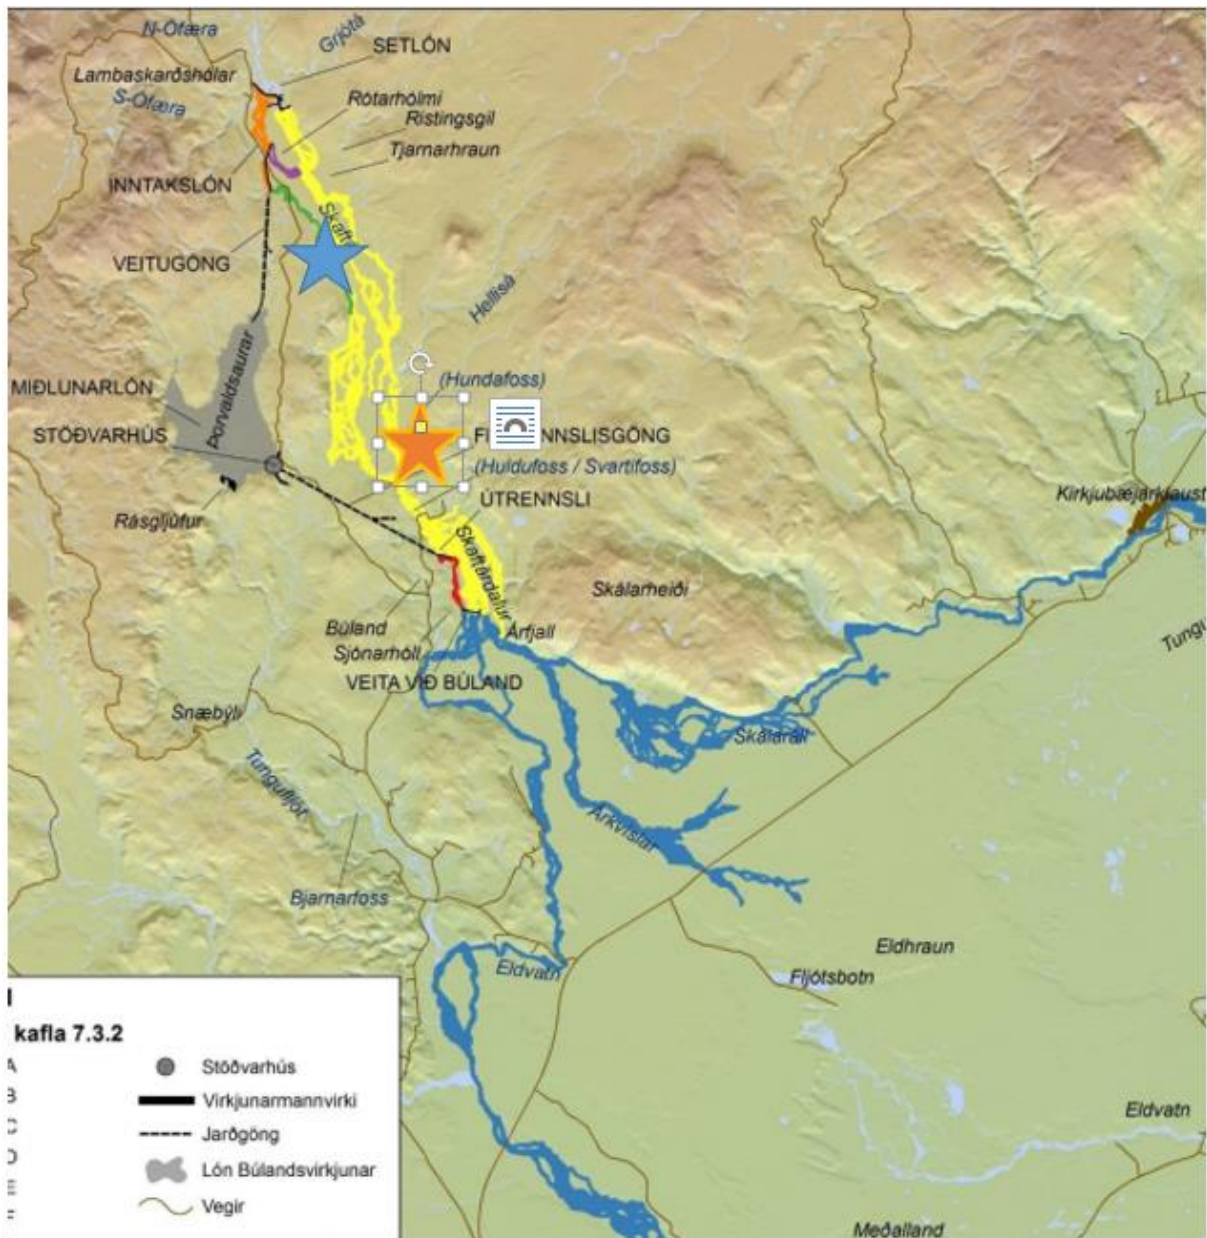 N-Ófæra
Grjótá
SETLÓN
Lambaskarðshólar
S-Ófæra
Rótarhólmi
Ristingsgil
Tjarnarhraun
INNTAKSLÓN
VEITUGÖNG
Hellisá
Þorvaldsaurar
MIÐLUNARLÓN
(Hundafoss)
STÖÐVARHÚS
NNSLISGÖNG
(Huldufoss / Svartifoss)
ÚTRENNSLI
Rásgljúfur
Kirkjubæjarklaust
Skaftárdalur
Skálarheiði
Búland
Árfjall
Sjónarhóll
Tungu
VEITA VIÐ BÚLAND
Snæbýli
Skálaráll
Tungufljót
Árkvíslar
Bjarnarfoss
Eldhraun
Eldvatn
Fljótsbotn
kafla 7.3.2
A
B
C
D
E
F
Stöðvarhús
Virkjunarmannvirki
Jarðgöng
Lón Búlandsvirkjunar
Vegir
Eldvatn
Meðalland